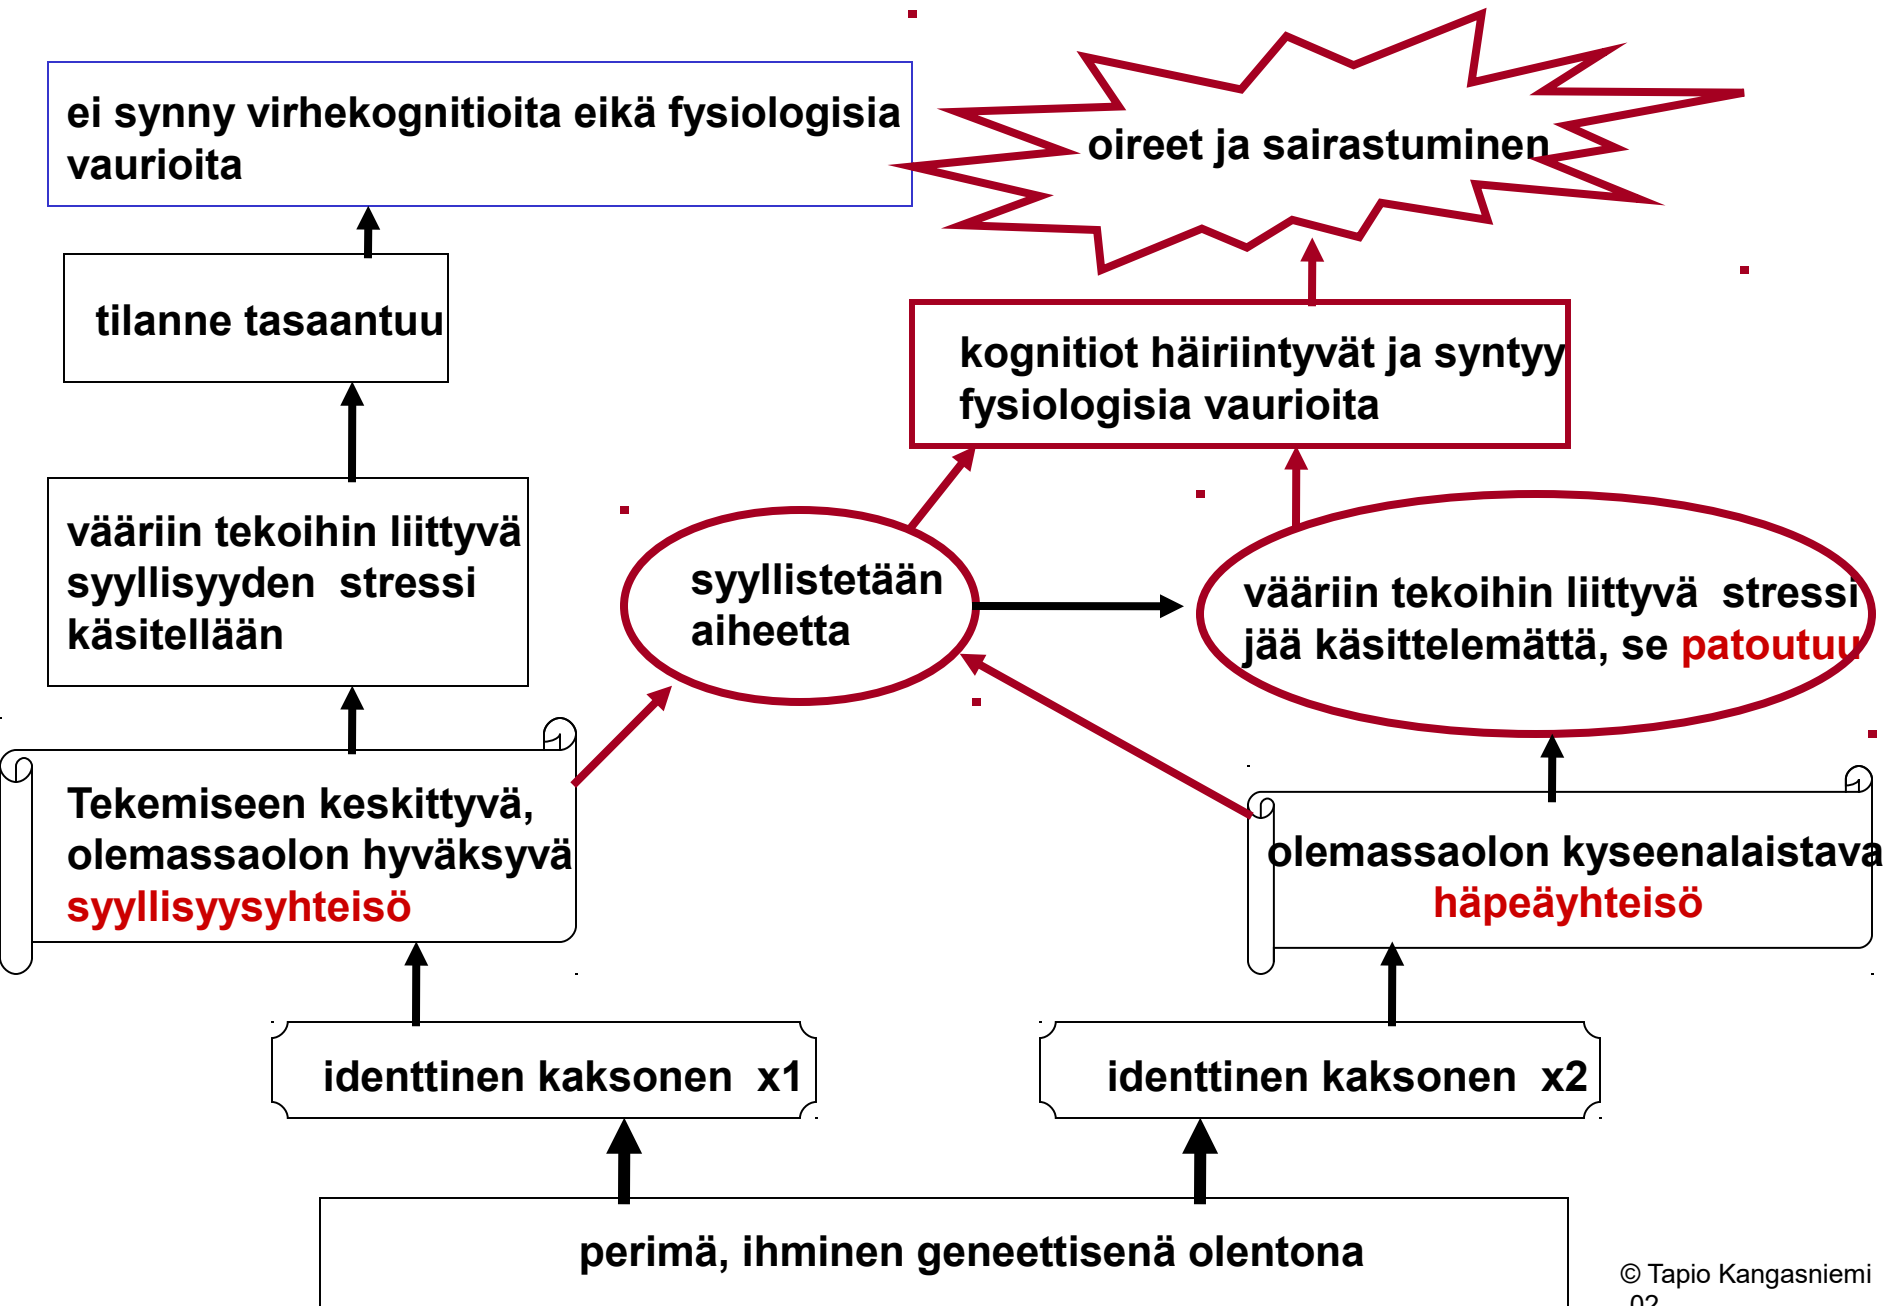 ei synny virhekognitioita eikä fysiologisia
vaurioita
oireet ja sairastuminen
tilanne tasaantuu
kognitiot häiriintyvät ja syntyy
fysiologisia vaurioita
vääriin tekoihin liittyvä
syyllisyyden stressi
käsitellään
syyllistetään
aiheetta
vääriin tekoihin liittyvä stressi
jää käsittelemättä, se patoutuu
Tekemiseen keskittyvä,
olemassaolon hyväksyvä
syyllisyysyhteisö
olemassaolon kyseenalaistava
häpeäyhteisö
identtinen kaksonen x1
identtinen kaksonen x2
perimä, ihminen geneettisenä olentona
© Tapio Kangasniemi
02